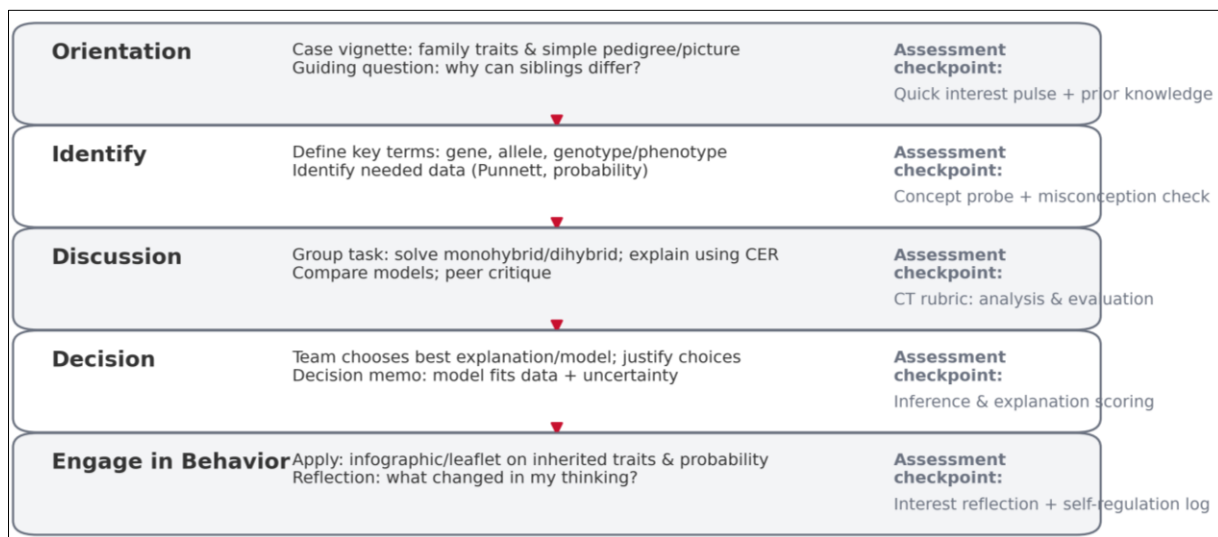 Orientation
Case vignette: family traits & simple pedigree/picture
Guiding question: why can siblings differ?
Assessment
checkpoint:
Quick interest pulse + prior knowledge
Identify
Define key terms: gene, allele, genotype/phenotype
Identify needed data (Punnett, probability)
Assessment
checkpoint:
Concept probe + misconception check
Discussion
Group task: solve monohybrid/dihybrid; explain using CER
Compare models; peer critique
Assessment
checkpoint:
CT rubric: analysis & evaluation
Decision
Team chooses best explanation/model; justify choices
Decision memo: model fits data + uncertainty
Assessment
checkpoint:
Inference & explanation scoring
Engage in Behavior
Apply: infographic/leaflet on inherited traits & probability
Reflection: what changed in my thinking?
Assessment
checkpoint:
Interest reflection + self-regulation log